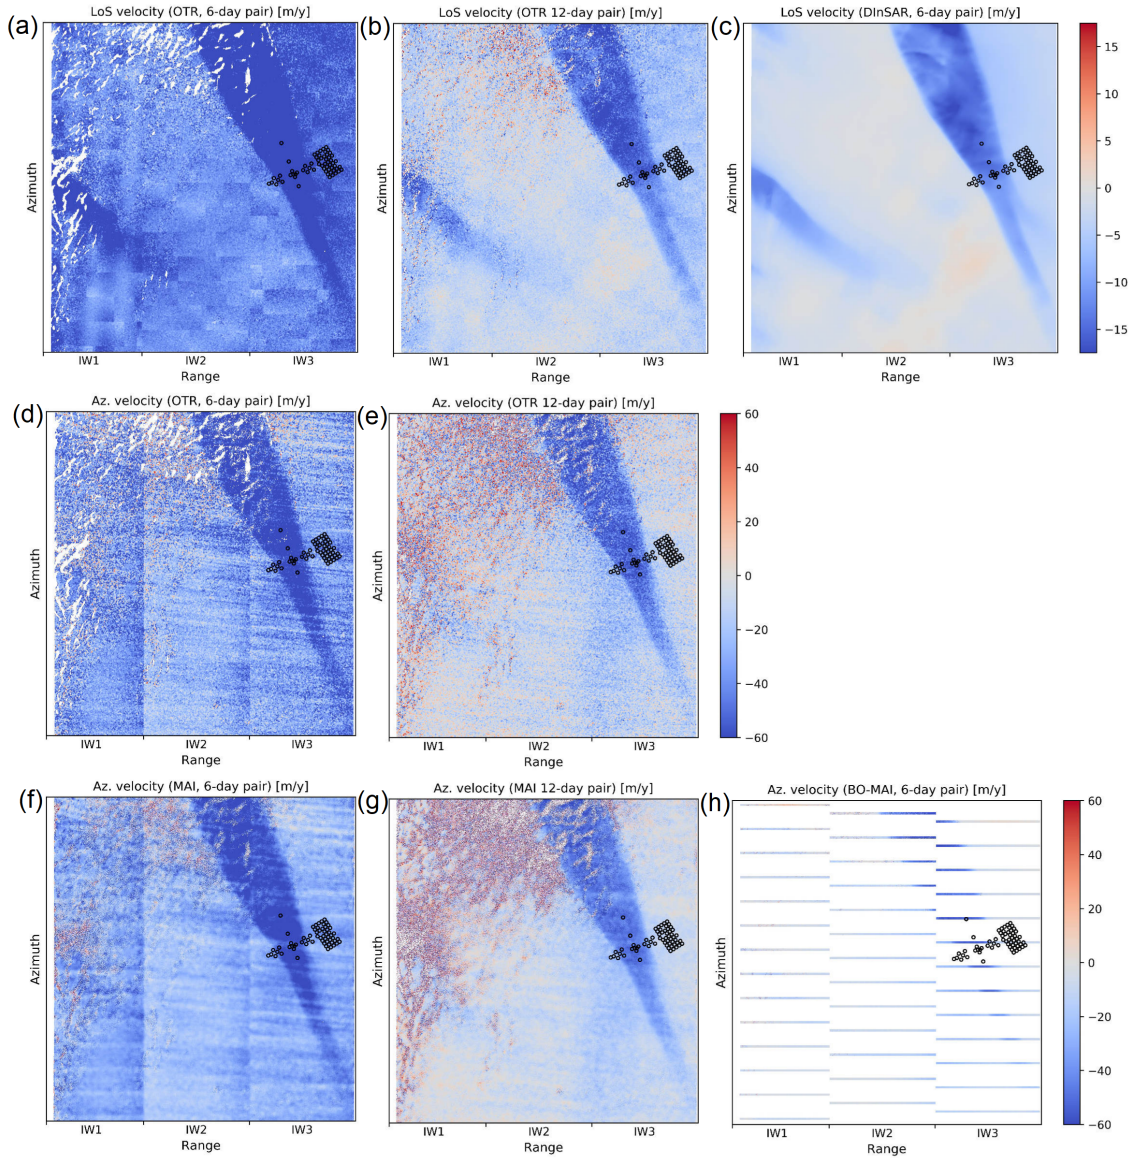 (a)
LoS velocity (OTR, 6-day pair) [m/y]
Azimuth
IW1 IW2 IW3
Range
(b)
LoS velocity (OTR 12-day pair) [m/y]
Azimuth
IW1 IW2 IW3
Range
(c)
LoS velocity (DInSAR, 6-day pair) [m/y]
Azimuth
IW1 IW2 IW3
Range
15
10
5
0
−5
−10
−15
(d)
Az. velocity (OTR, 6-day pair) [m/y]
Azimuth
IW1 IW2 IW3
Range
(e)
Az. velocity (OTR 12-day pair) [m/y]
Azimuth
IW1 IW2 IW3
Range
60
40
20
0
−20
−40
−60
(f)
Az. velocity (MAI, 6-day pair) [m/y]
Azimuth
IW1 IW2 IW3
Range
(g)
Az. velocity (MAI 12-day pair) [m/y]
Azimuth
IW1 IW2 IW3
Range
(h)
Az. velocity (BO-MAI, 6-day pair) [m/y]
Azimuth
IW1 IW2 IW3
Range
60
40
20
0
−20
−40
−60